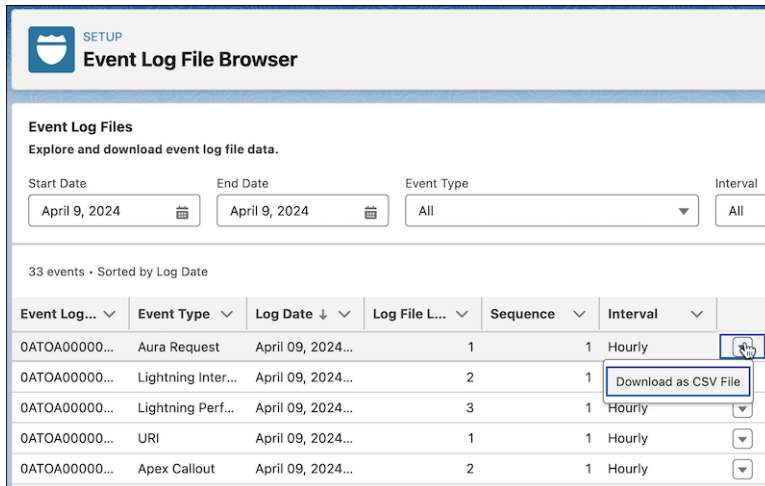 SETUP
Event Log File Browser
Event Log Files
Explore and download event log file data.
Start Date End Date Event Type Interval
April 9, 2024 April 9, 2024 All All
33 events • Sorted by Log Date
Event Log... Event Type Log Date ↓ Log File L... Sequence Interval
0ATOA00000... Aura Request April 09, 2024... 1 1 Hourly
Download as CSV File
0ATOA00000... Lightning Inter... April 09, 2024... 2 1
0ATOA00000... Lightning Perf... April 09, 2024... 3 1 Hourly
0ATOA00000... URI April 09, 2024... 1 1 Hourly
0ATOA00000... Apex Callout April 09, 2024... 2 1 Hourly